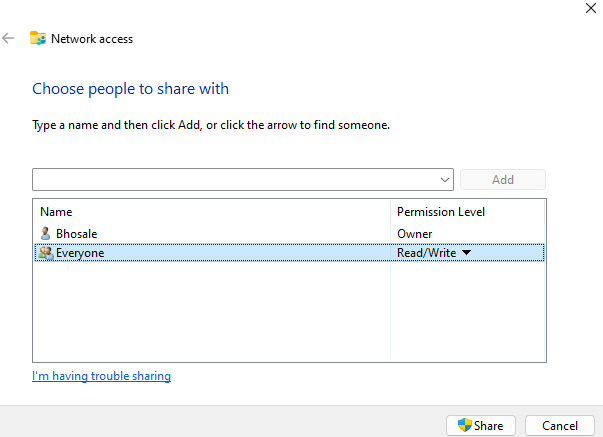 Network access
Choose people to share with
Type a name and then click Add, or click the arrow to find someone.
Add
Name Permission Level
Bhosale Owner
Everyone Read/Write
I'm having trouble sharing
Share Cancel